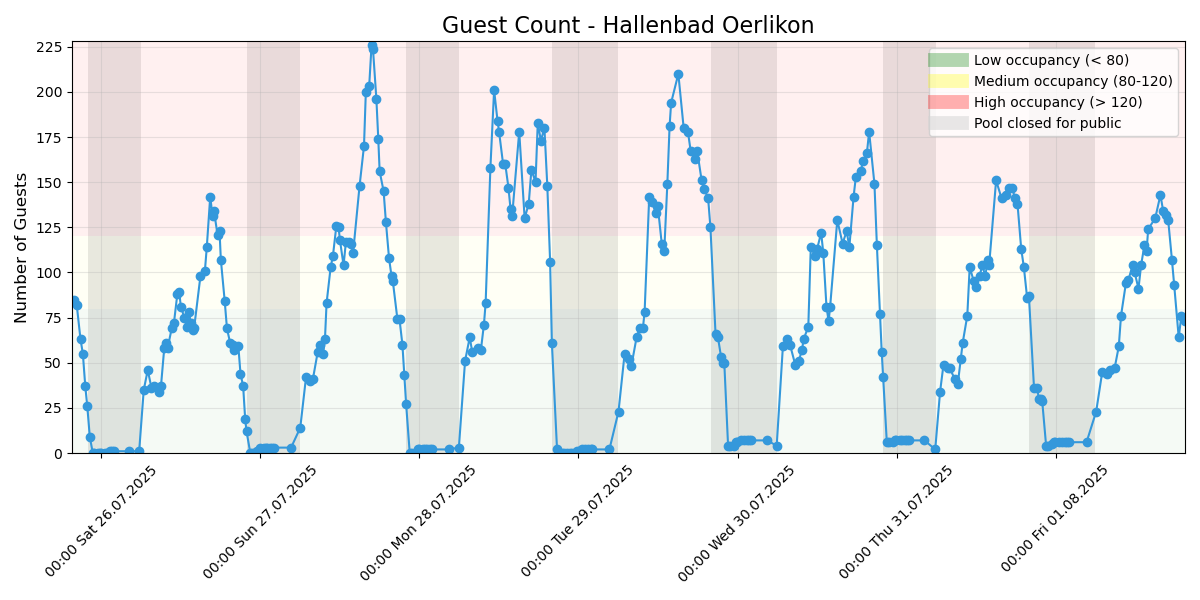 Guest Count - Hallenbad Oerlikon
Number of Guests
225
200
175
150
125
100
75
50
25
0
Low occupancy (< 80)
Medium occupancy (80-120)
High occupancy (> 120)
Pool closed for public
00:00 Sat 26.07.2025
00:00 Sun 27.07.2025
00:00 Mon 28.07.2025
00:00 Tue 29.07.2025
00:00 Wed 30.07.2025
00:00 Thu 31.07.2025
00:00 Fri 01.08.2025